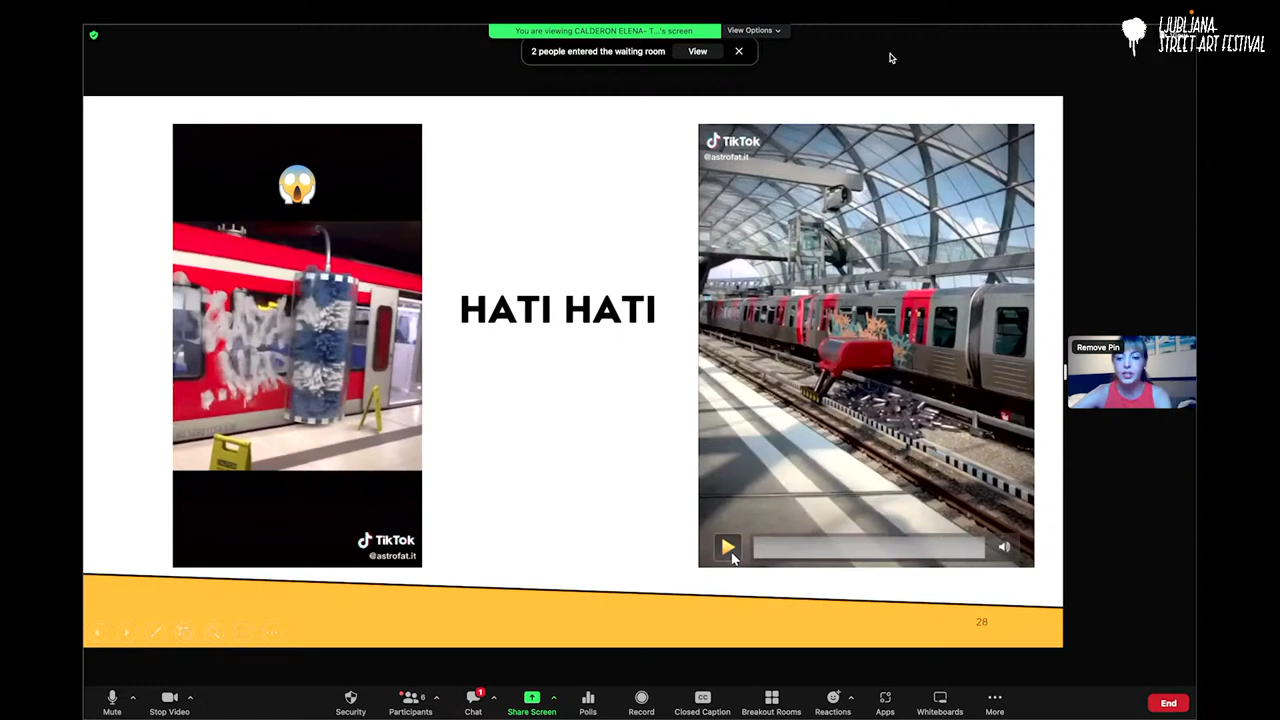 You are viewing CALDERON ELENA- T...'s screen
View Options
2 people entered the waiting room
View
LJUBLJANA
STREET ART FESTIVAL
TikTok
@astrofat.it
HATI HATI
Remove Pin
TikTok
@astrofat.it
28
Mute
Stop Video
Security
6
Participants
1
Chat
Share Screen
Polls
Record
CC
Closed Caption
Breakout Rooms
Reactions
Apps
Whiteboards
More
End